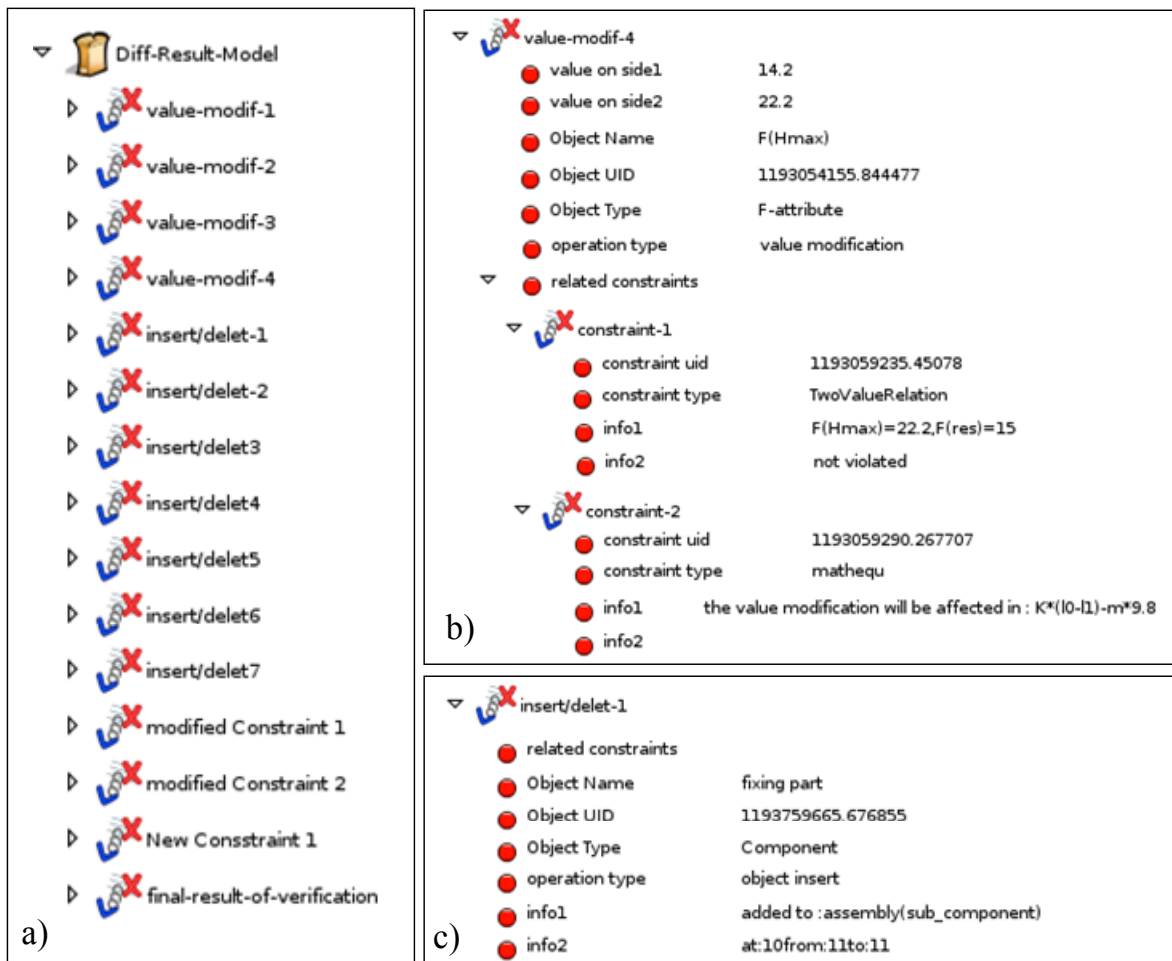 Diff-Result-Model
value-modif-1
value-modif-2
value-modif-3
value-modif-4
insert/delet-1
insert/delet-2
insert/delet3
insert/delet4
insert/delet5
insert/delet6
insert/delet7
modified Constraint 1
modified Constraint 2
New Consstraint 1
final-result-of-verification
a)
value-modif-4
value on side1 14.2
value on side2 22.2
Object Name F(Hmax)
Object UID 1193054155.844477
Object Type F-attribute
operation type value modification
related constraints
constraint-1
constraint uid 1193059235.45078
constraint type TwoValueRelation
info1 F(Hmax)=22.2,F(res)=15
info2 not violated
constraint-2
constraint uid 1193059290.267707
constraint type mathequ
info1 the value modification will be affected in : K*(l0-l1)-m*9.8
info2
b)
insert/delet-1
related constraints
Object Name fixing part
Object UID 1193759665.676855
Object Type Component
operation type object insert
info1 added to :assembly(sub_component)
info2 at:10from:11to:11
c)